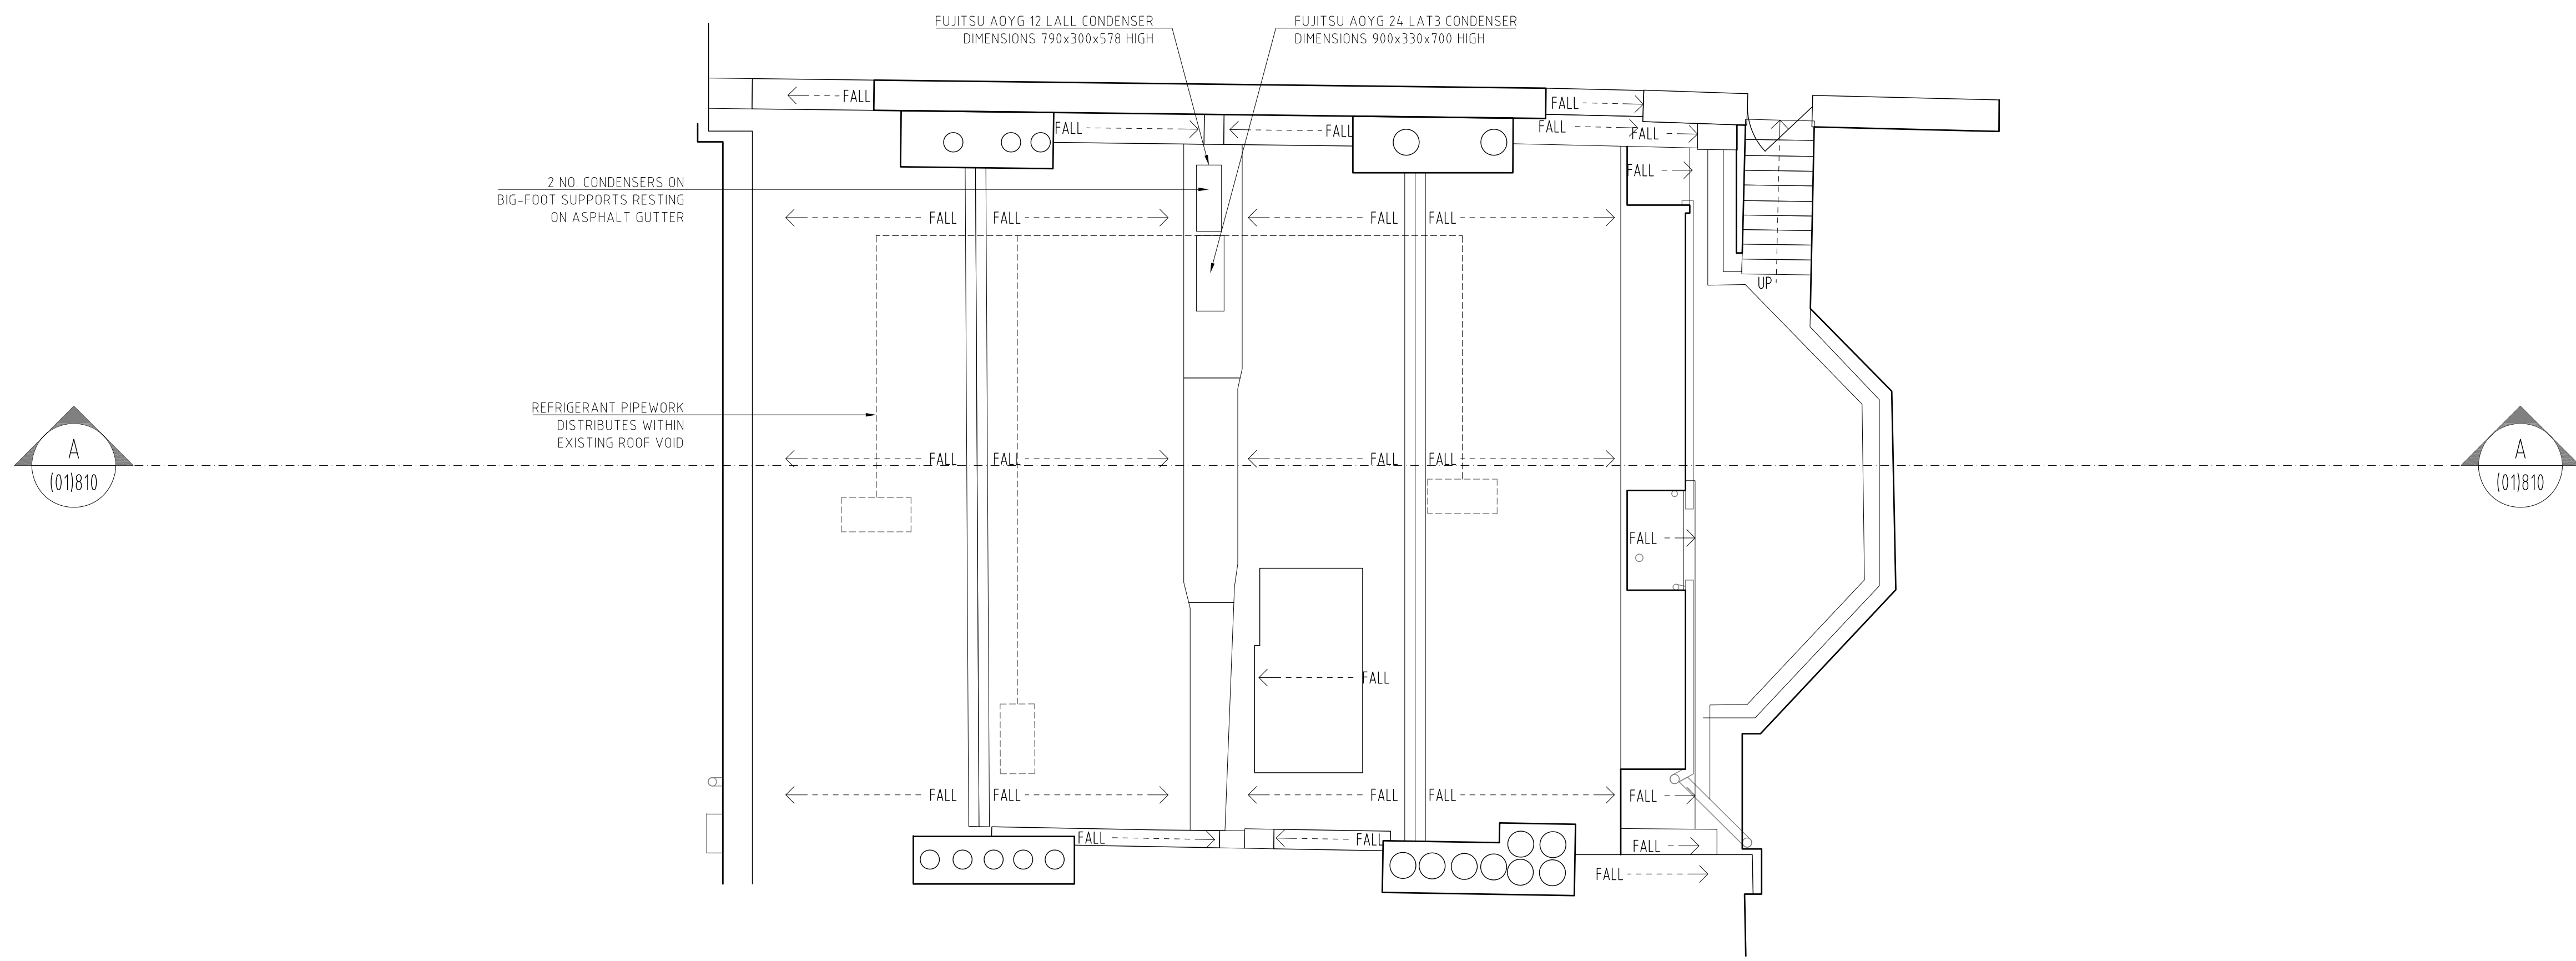 FUJITSU AOYG 12 LALL CONDENSER
DIMENSIONS 790x300x578 HIGH
FUJITSU AOYG 24 LAT3 CONDENSER
DIMENSIONS 900x330x700 HIGH
FALL
FALL
FALL
FALL
FALL
FALL
FALL
2 NO. CONDENSERS ON
BIG-FOOT SUPPORTS RESTING
ON ASPHALT GUTTER
FALL
FALL
FALL
FALL
UP
REFRIGERANT PIPEWORK
DISTRIBUTES WITHIN
EXISTING ROOF VOID
A
(01)810
FALL
FALL
FALL
FALL
A
(01)810
FALL
FALL
FALL
FALL
FALL
FALL
FALL
FALL
FALL
FALL
FALL